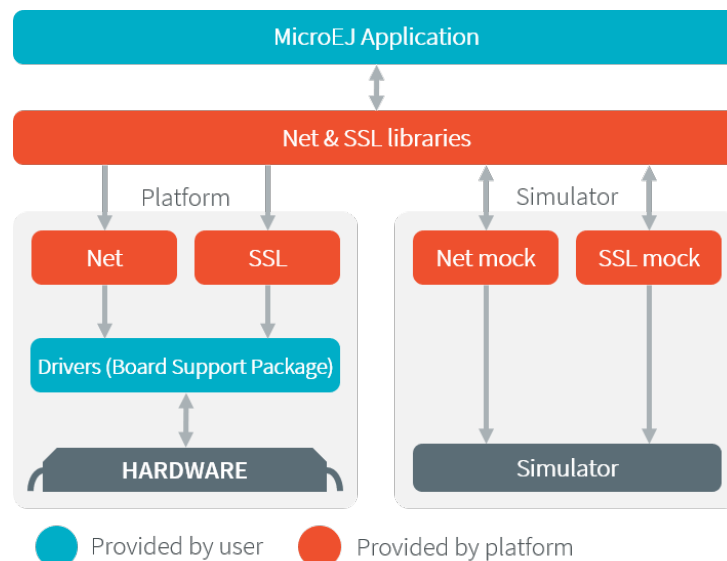 MicroEJ Application
Net & SSL libraries
Platform
Simulator
Net
SSL
Net mock
SSL mock
Drivers (Board Support Package)
HARDWARE
Simulator
Provided by user
Provided by platform